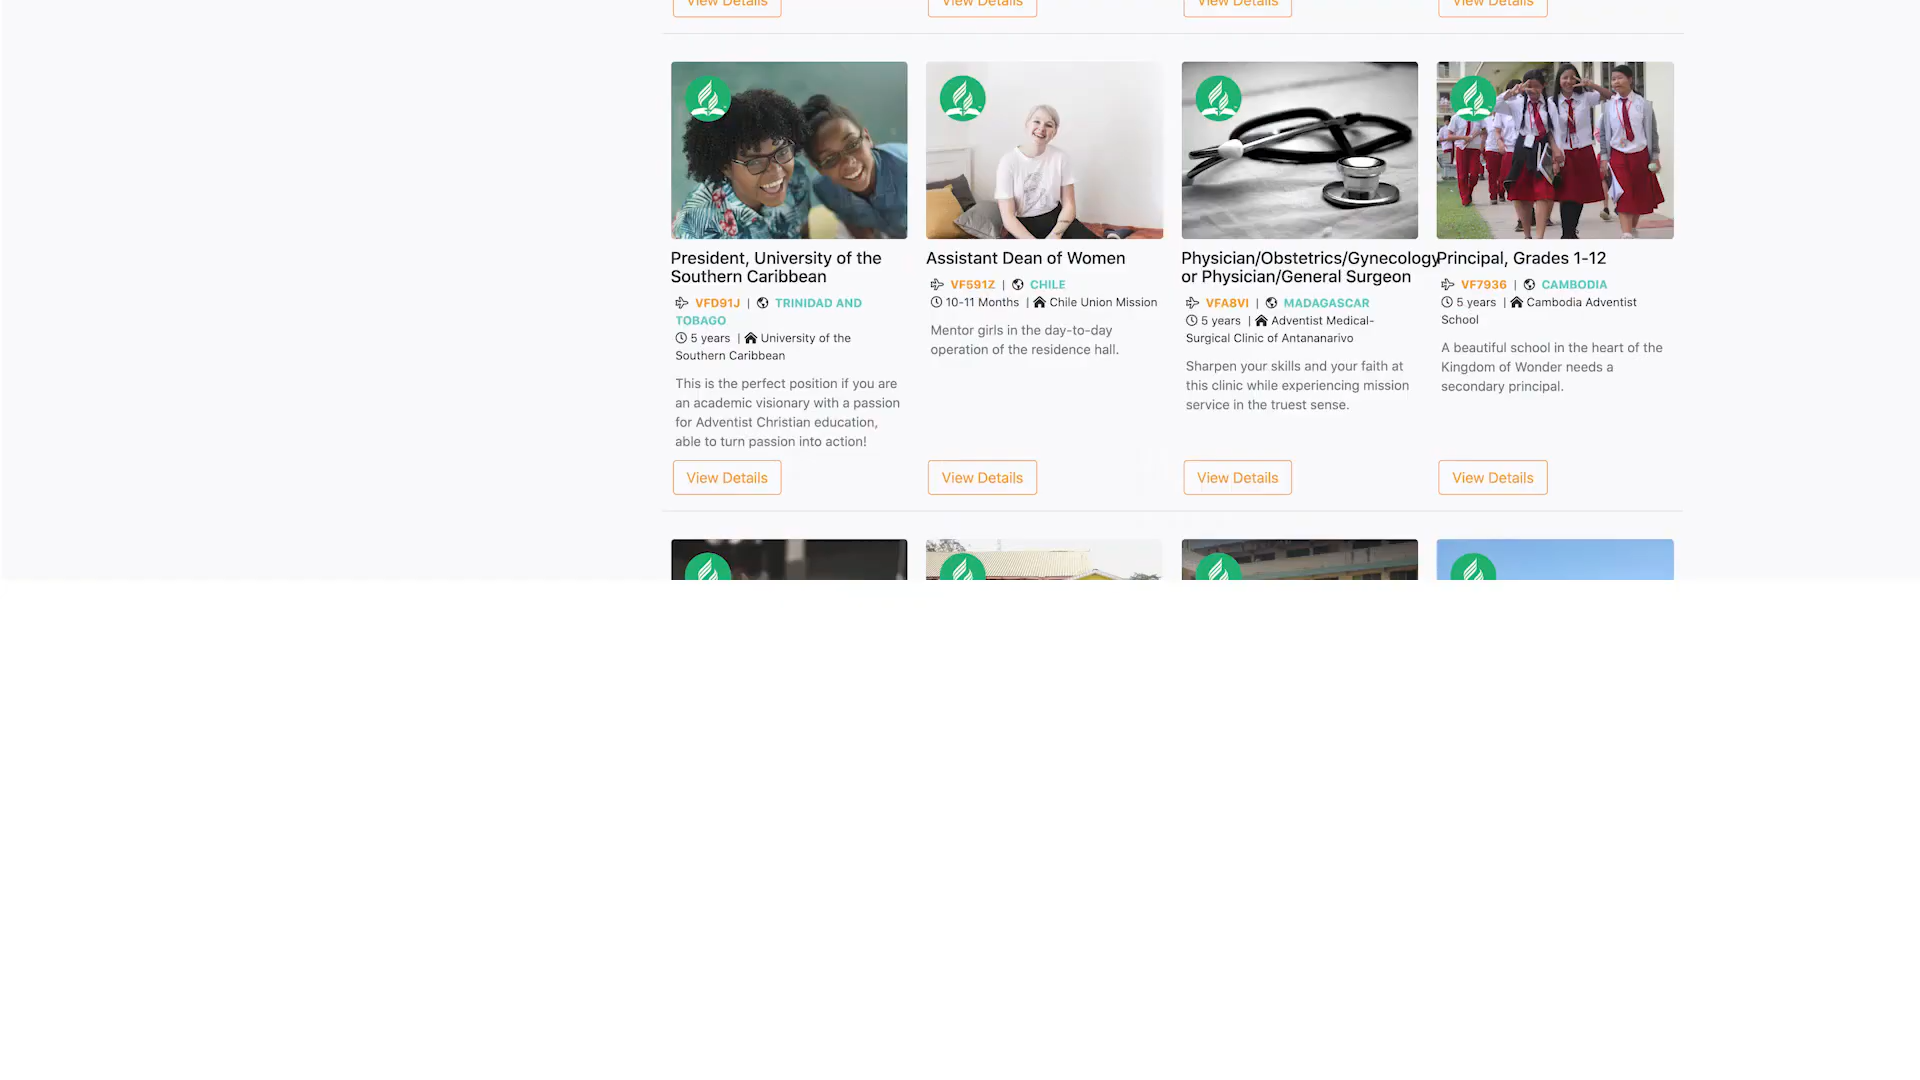 View Details
View Details
View Details
View Details
President, University of the
Southern Caribbean
VFD91J | TRINIDAD AND
TOBAGO
5 years | University of the
Southern Caribbean
This is the perfect position if you are
an academic visionary with a passion
for Adventist Christian education,
able to turn passion into action!
View Details
Assistant Dean of Women
VF591Z | CHILE
10-11 Months | Chile Union Mission
Mentor girls in the day-to-day
operation of the residence hall.
View Details
Physician/Obstetrics/Gynecology
or Physician/General Surgeon
VFA8VI | MADAGASCAR
5 years | Adventist Medical-
Surgical Clinic of Antananarivo
Sharpen your skills and your faith at
this clinic while experiencing mission
service in the truest sense.
View Details
Principal, Grades 1-12
VF7936 | CAMBODIA
5 years | Cambodia Adventist
School
A beautiful school in the heart of the
Kingdom of Wonder needs a
secondary principal.
View Details